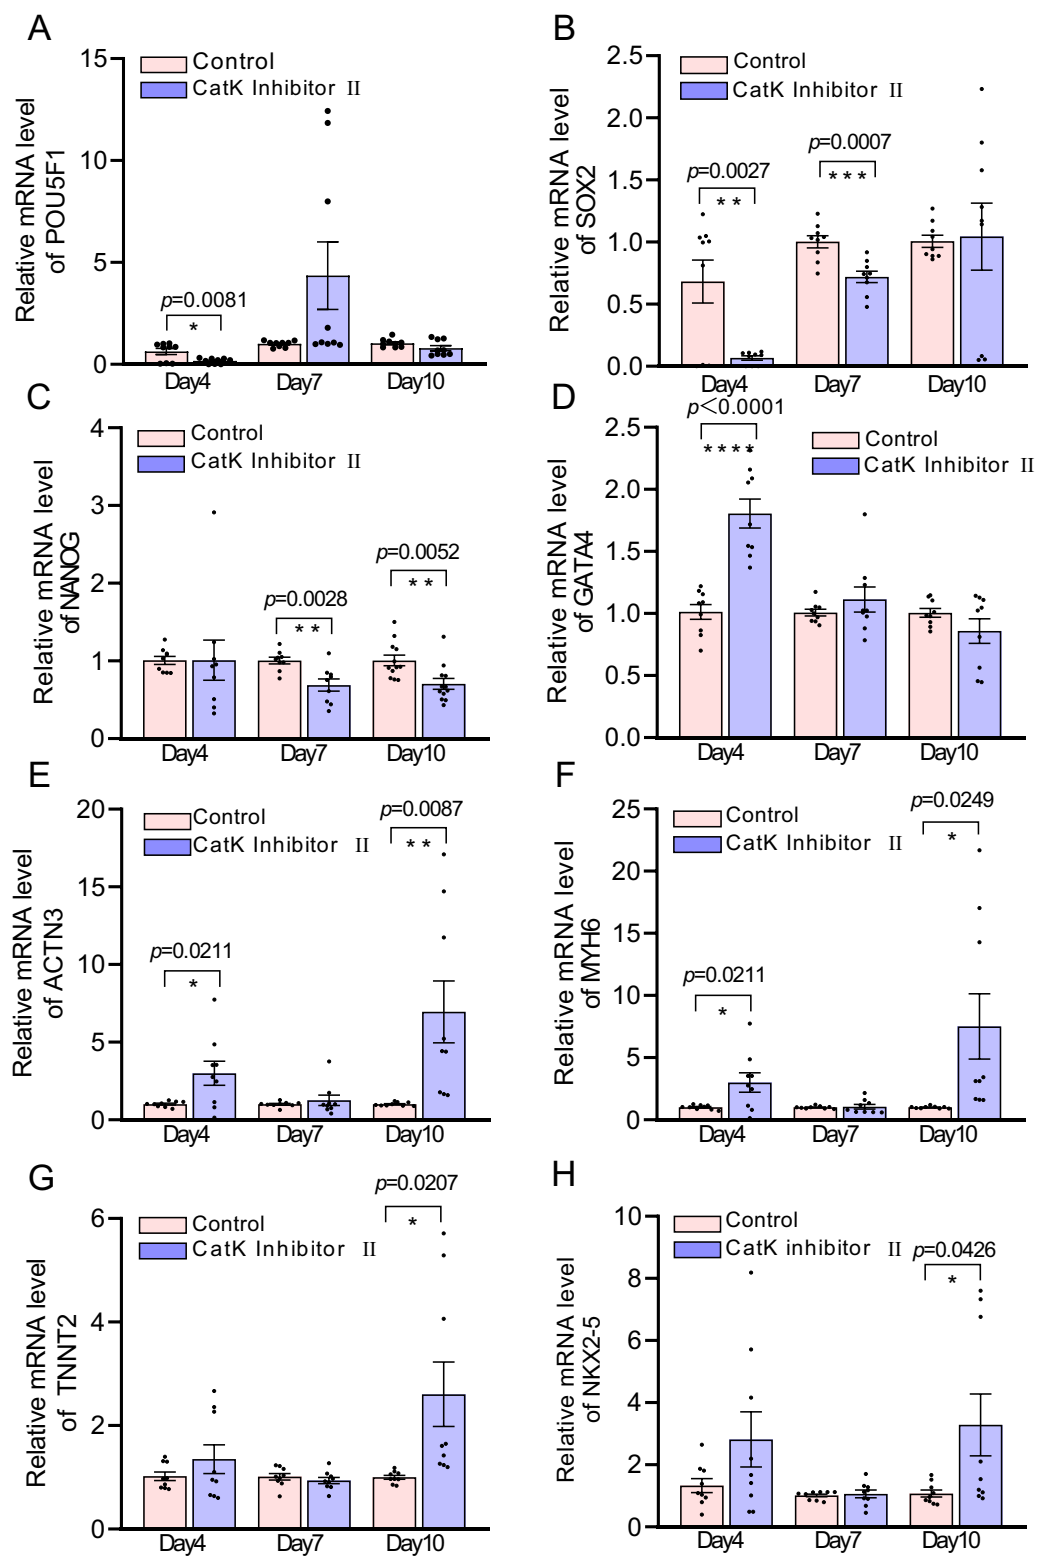 A
Control
CatK Inhibitor II
Relative mRNA level
of POU5F1
15
10
5
0
p=0.0081
*
Day4
Day7
Day10
B
Control
CatK Inhibitor II
Relative mRNA level
of SOX2
2.5
2.0
1.5
1.0
0.5
0.0
p=0.0027
**
p=0.0007
***
Day4
Day7
Day10
C
Control
CatK Inhibitor II
Relative mRNA level
of NANOG
4
3
2
1
0
p=0.0028
**
p=0.0052
**
Day4
Day7
Day10
D
Control
CatK Inhibitor II
Relative mRNA level
of GATA4
2.5
2.0
1.5
1.0
0.5
0.0
p<0.0001
****
Day4
Day7
Day10
E
Control
CatK Inhibitor II
Relative mRNA level
of ACTN3
20
15
10
5
0
p=0.0211
*
p=0.0087
**
Day4
Day7
Day10
F
Control
CatK Inhibitor II
Relative mRNA level
of MYH6
25
20
15
10
5
0
p=0.0211
*
p=0.0249
*
Day4
Day7
Day10
G
Control
CatK Inhibitor II
Relative mRNA level
of TNNT2
6
4
2
0
p=0.0207
*
Day4
Day7
Day10
H
Control
CatK inhibitor II
Relative mRNA level
of NKX2-5
10
8
6
4
2
0
p=0.0426
*
Day4
Day7
Day10